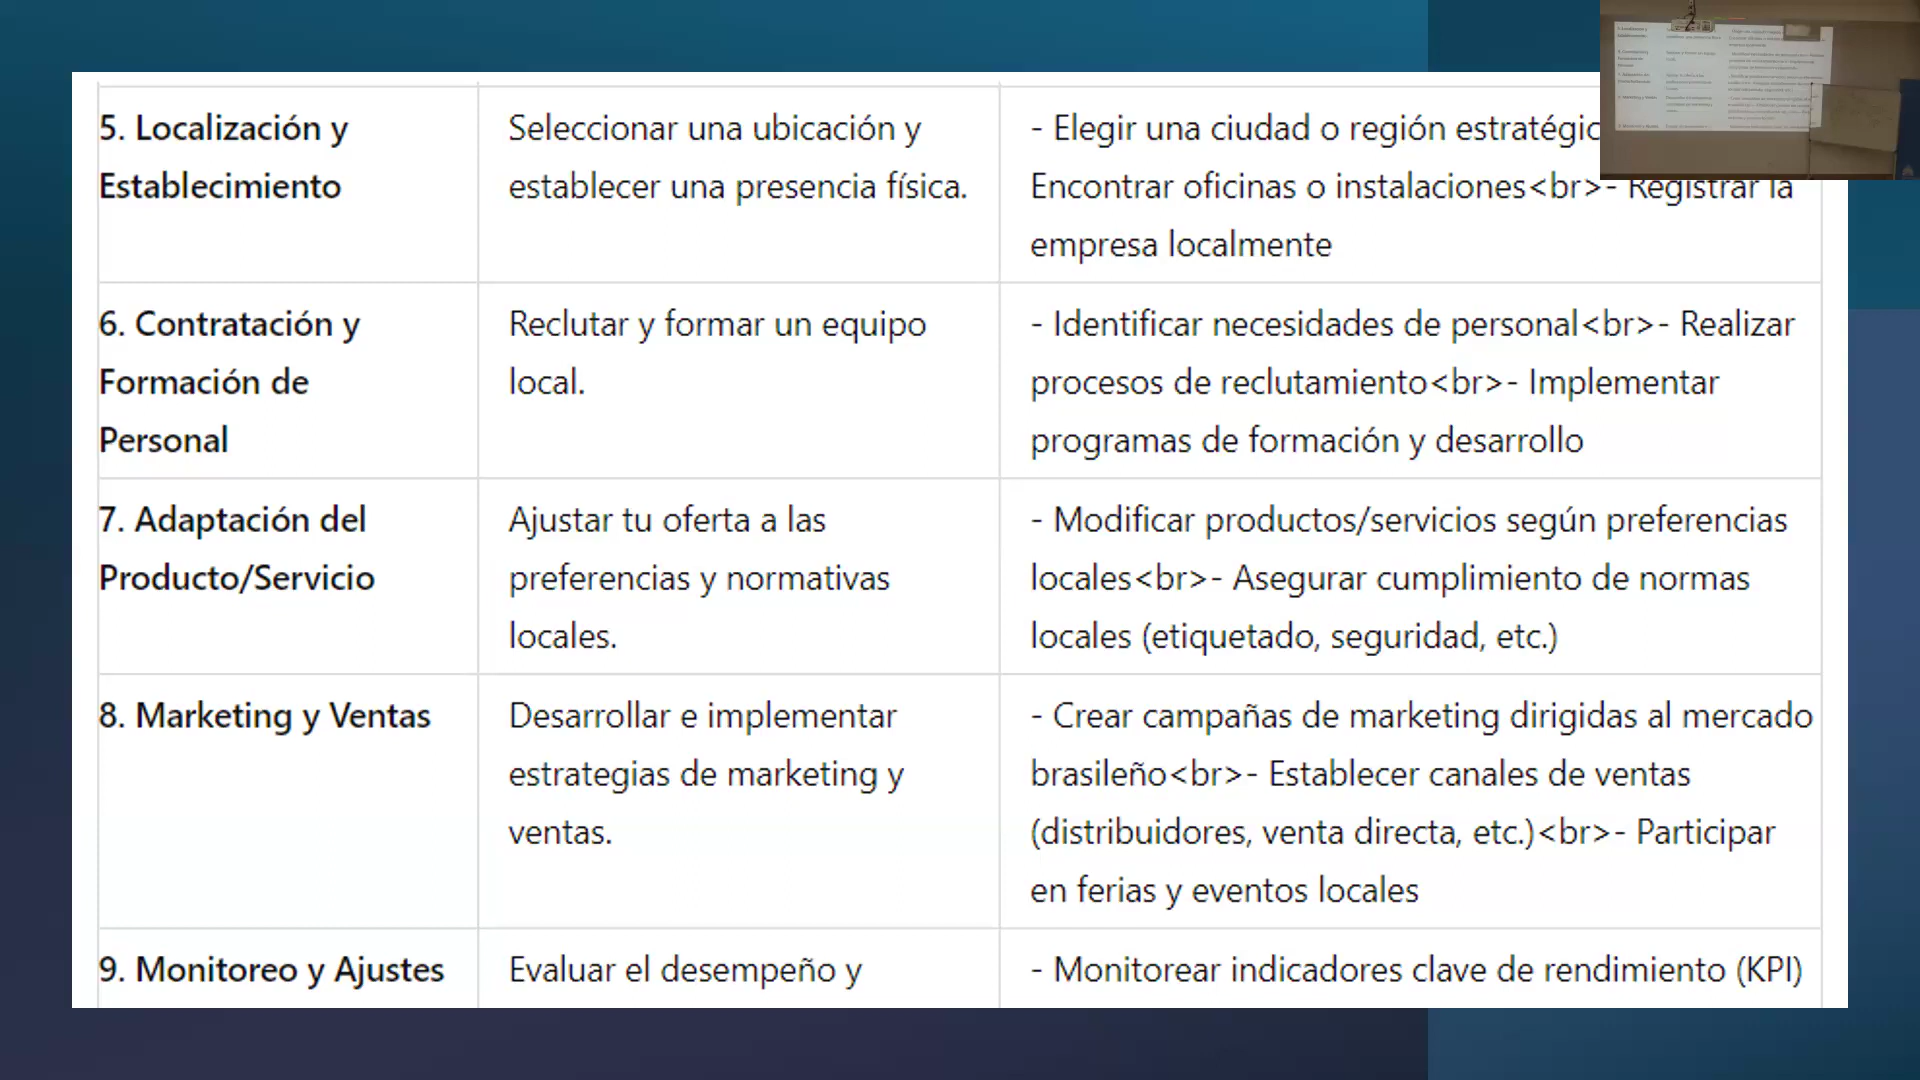 5. Localización y
Establecimiento
Seleccionar una ubicación y
establecer una presencia física.
- Elegir una ciudad o región
Encontrar oficinas o instalaciones<br>- Registrar la
empresa localmente
6. Contratación y
Formación de
Personal
Reclutar y formar un equipo
local.
- Identificar necesidades de personal<br>- Realizar
procesos de reclutamiento<br>- Implementar
programas de formación y desarrollo
7. Adaptación del
Producto/Servicio
Ajustar tu oferta a las
preferencias y normativas
locales.
- Modificar productos/servicios según preferencias
locales<br>- Asegurar cumplimiento de normas
locales (etiquetado, seguridad, etc.)
8. Marketing y Ventas
Desarrollar e implementar
estrategias de marketing y
ventas.
- Crear campañas de marketing dirigidas al mercado
brasileño<br>- Establecer canales de ventas
(distribuidores, venta directa, etc.)<br>- Participar
en ferias y eventos locales
9. Monitoreo y Ajustes
Evaluar el desempeño y
- Monitorear indicadores clave de rendimiento (KPI)